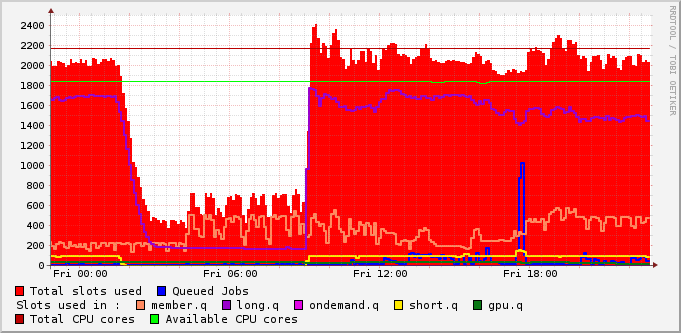 2400
2200
2000
1800
1600
1400
1200
1000
800
600
400
200
0
Fri 00:00 Fri 06:00 Fri 12:00 Fri 18:00
Total slots used Queued Jobs
Slots used in : member.q long.q ondemand.q short.q gpu.q
Total CPU cores Available CPU cores
RRDTOOL / TOBI OETIKER